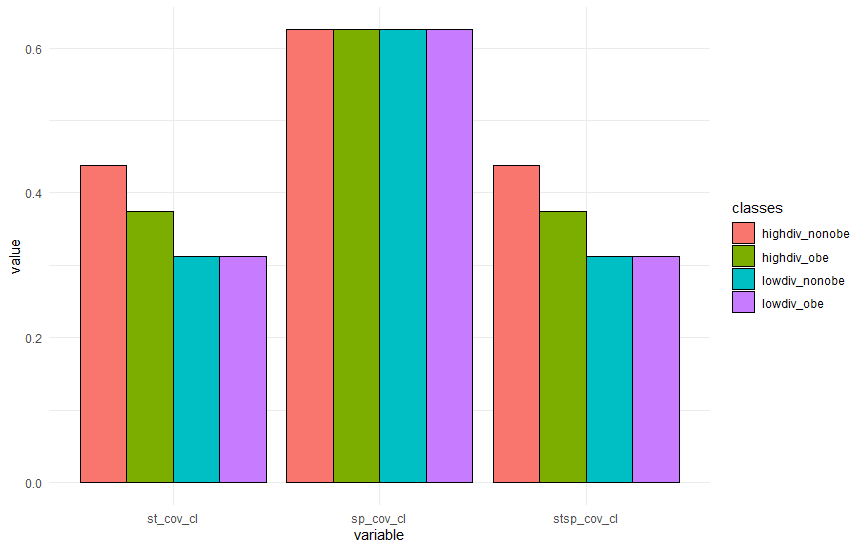 value
0.6
0.4
0.2
0.0
st_cov_cl
sp_cov_cl
stsp_cov_cl
variable
classes
highdiv_nonobe
highdiv_obe
lowdiv_nonobe
lowdiv_obe